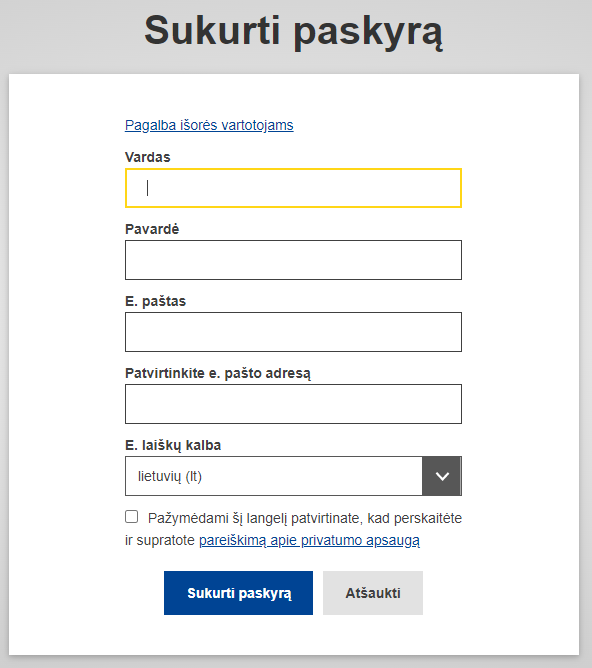 Sukurti paskyrą
Pagalba išorės vartotojams
Vardas
Pavardė
E. paštas
Patvirtinkite e. pašto adresą
E. laiškų kalba
lietuvių (lt)
Pažymėdami šį langelį patvirtinate, kad perskaitėte
ir supratote pareiškimą apie privatumo apsaugą
Sukurti paskyrą
Atšaukti